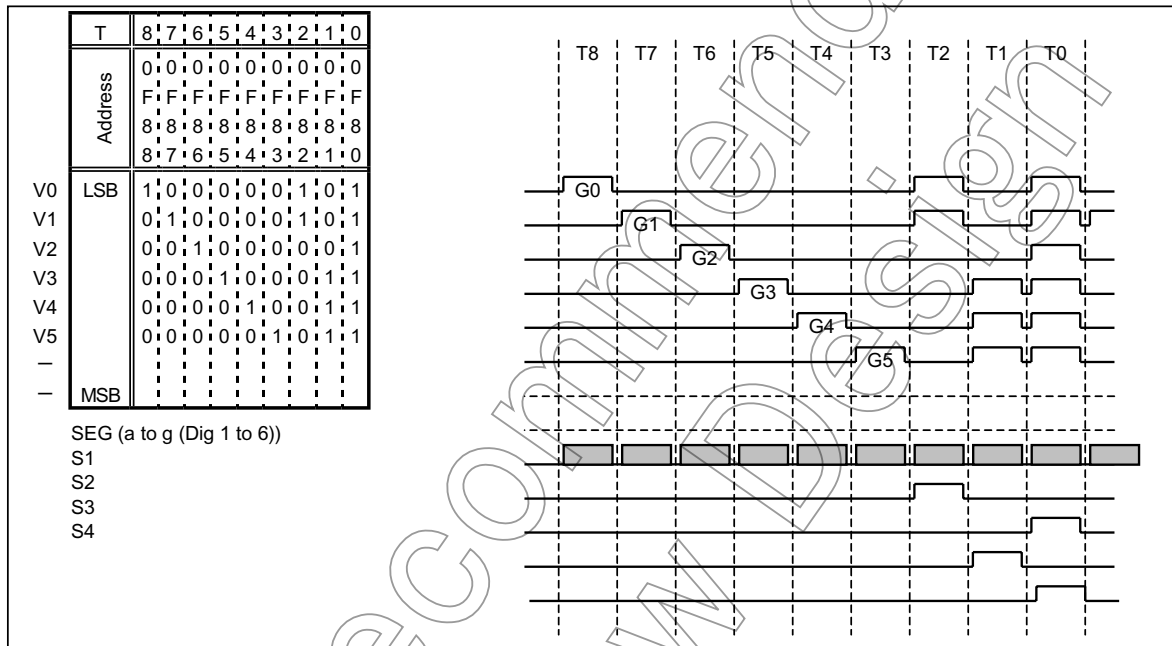 T 8 7 6 5 4 3 2 1 0
Address
0 0 0 0 0 0 0 0 0
F F F F F F F F F
8 8 8 8 8 8 8 8 8
8 7 6 5 4 3 2 1 0
V0 LSB 1 0 0 0 0 0 1 0 1
V1 0 1 0 0 0 0 1 0 1
V2 0 0 1 0 0 0 0 0 1
V3 0 0 0 1 0 0 0 1 1
V4 0 0 0 0 1 0 0 1 1
V5 0 0 0 0 0 1 0 1 1
–
– MSB
SEG (a to g (Dig 1 to 6))
S1
S2
S3
S4
T8 T7 T6 T5 T4 T3 T2 T1 T0
G0
G1
G2
G3
G4
G5
ecommend
w Design